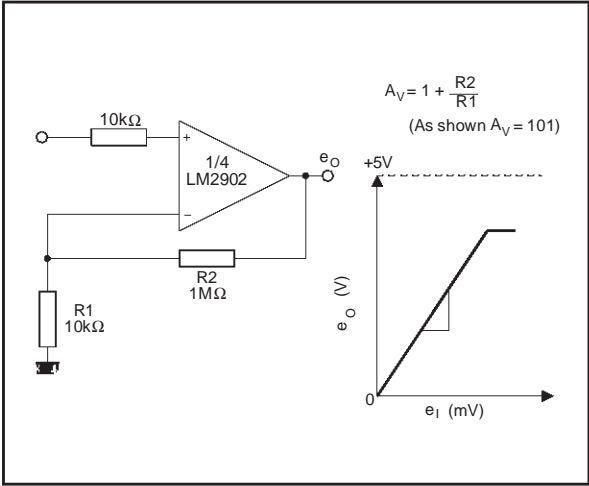 10kΩ
+
1/4
LM2902
−
e_O
R2
1MΩ
R1
10kΩ
A_V = 1 + R2
R1
(As shown A_V = 101)
+5V
e_O (V)
0
e_I (mV)